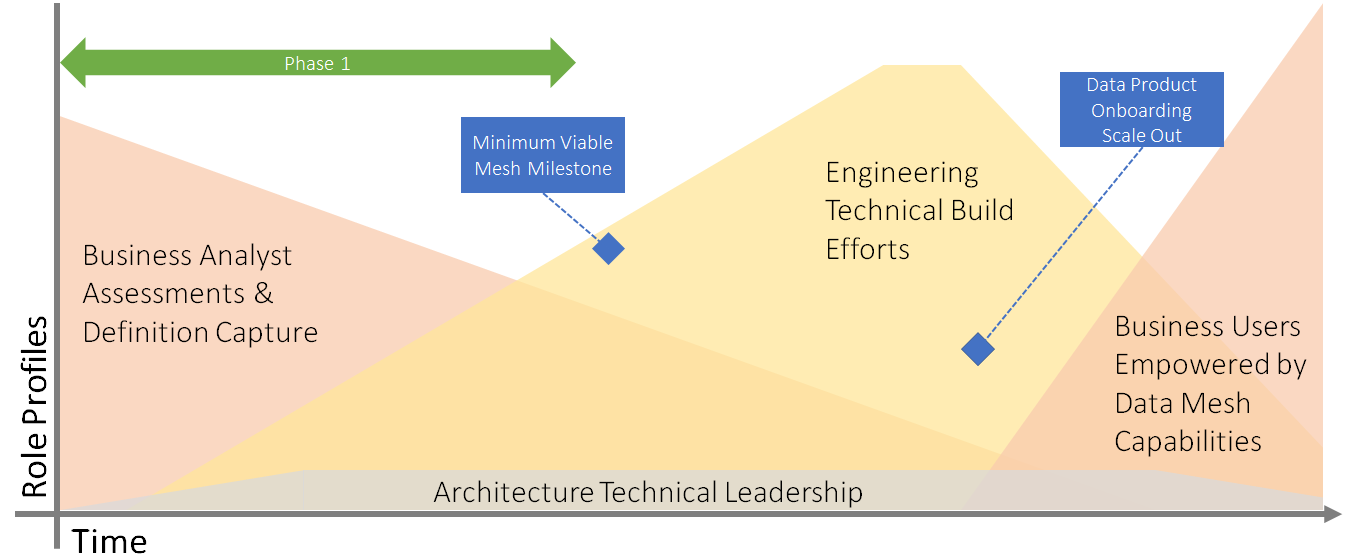 Phase 1
Minimum Viable
Mesh Milestone
Data Product
Onboarding
Scale Out
Engineering
Technical Build
Efforts
Business Analyst
Assessments &
Definition Capture
Business Users
Empowered by
Data Mesh
Capabilities
Role Profiles
Architecture Technical Leadership
Time